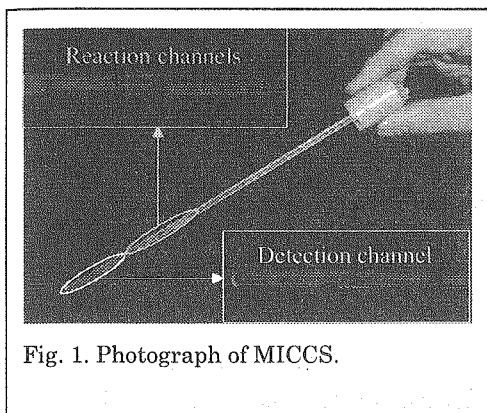 Reaction channels
Detection channel
Fig. 1. Photograph of MICCS.